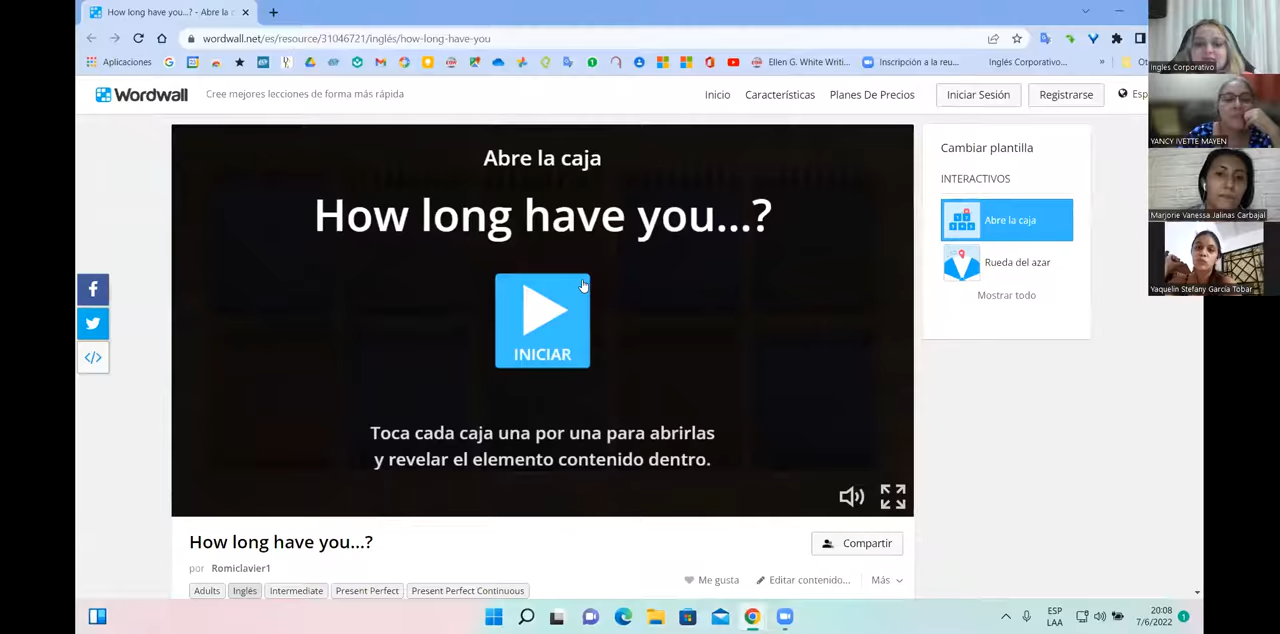 How long have you...? - Abre la c
wordwall.net/es/resource/31046721/inglés/how-long-have-you
Aplicaciones
Ellen G. White Writi...
Inscripción a la reu...
Inglés Corporativo...
»
Wordwall
Cree mejores lecciones de forma más rápida
Inicio
Características
Planes De Precios
Iniciar Sesión
Registrarse
Esp
Abre la caja
How long have you...?
INICIAR
Toca cada caja una por una para abrirlas
y revelar el elemento contenido dentro.
Cambiar plantilla
INTERACTIVOS
Abre la caja
Rueda del azar
Mostrar todo
How long have you...?
Compartir
por Romiclavier1
Me gusta
Editar contenido...
Más
Adults
Inglés
Intermediate
Present Perfect
Present Perfect Continuous
Ingles Corporativo
YANCY IVETTE MAYEN
Marjorie Vanessa Jalinas Carbajal
Yaquelin Stefany García Tobar
ESP
LAA
20:08
7/6/2022
1